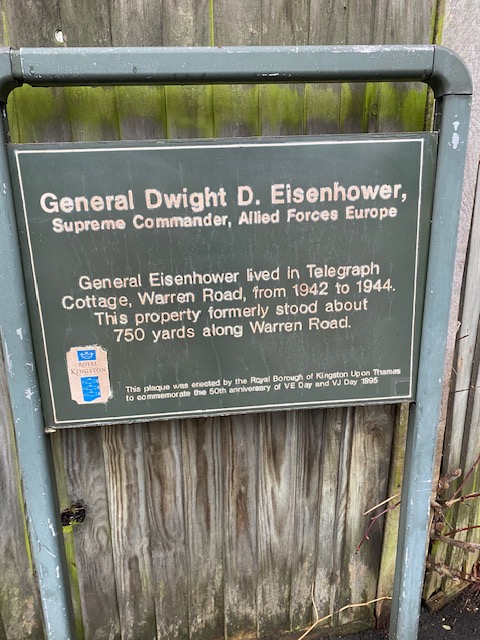 General Dwight D. Eisenhower,
Supreme Commander, Allied Forces Europe
General Eisenhower lived in Telegraph
Cottage, Warren Road, from 1942 to 1944.
This property formerly stood about
750 yards along Warren Road.
ROYAL
KINGSTON
This plaque was erected by the Royal Borough of Kingston Upon Thames
to commemorate the 50th anniversary of VE Day and VJ Day 1995